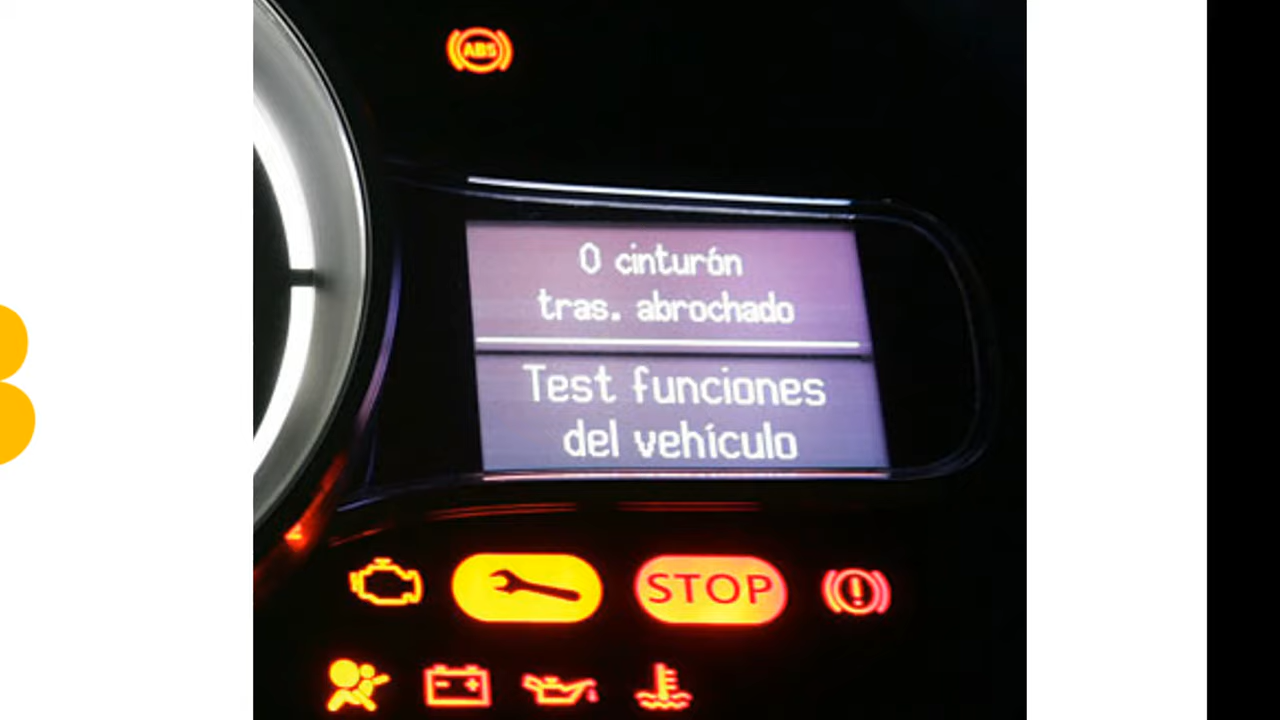 ABS
0 cinturón
tras. abrochado
Test funciones
del vehículo
STOP